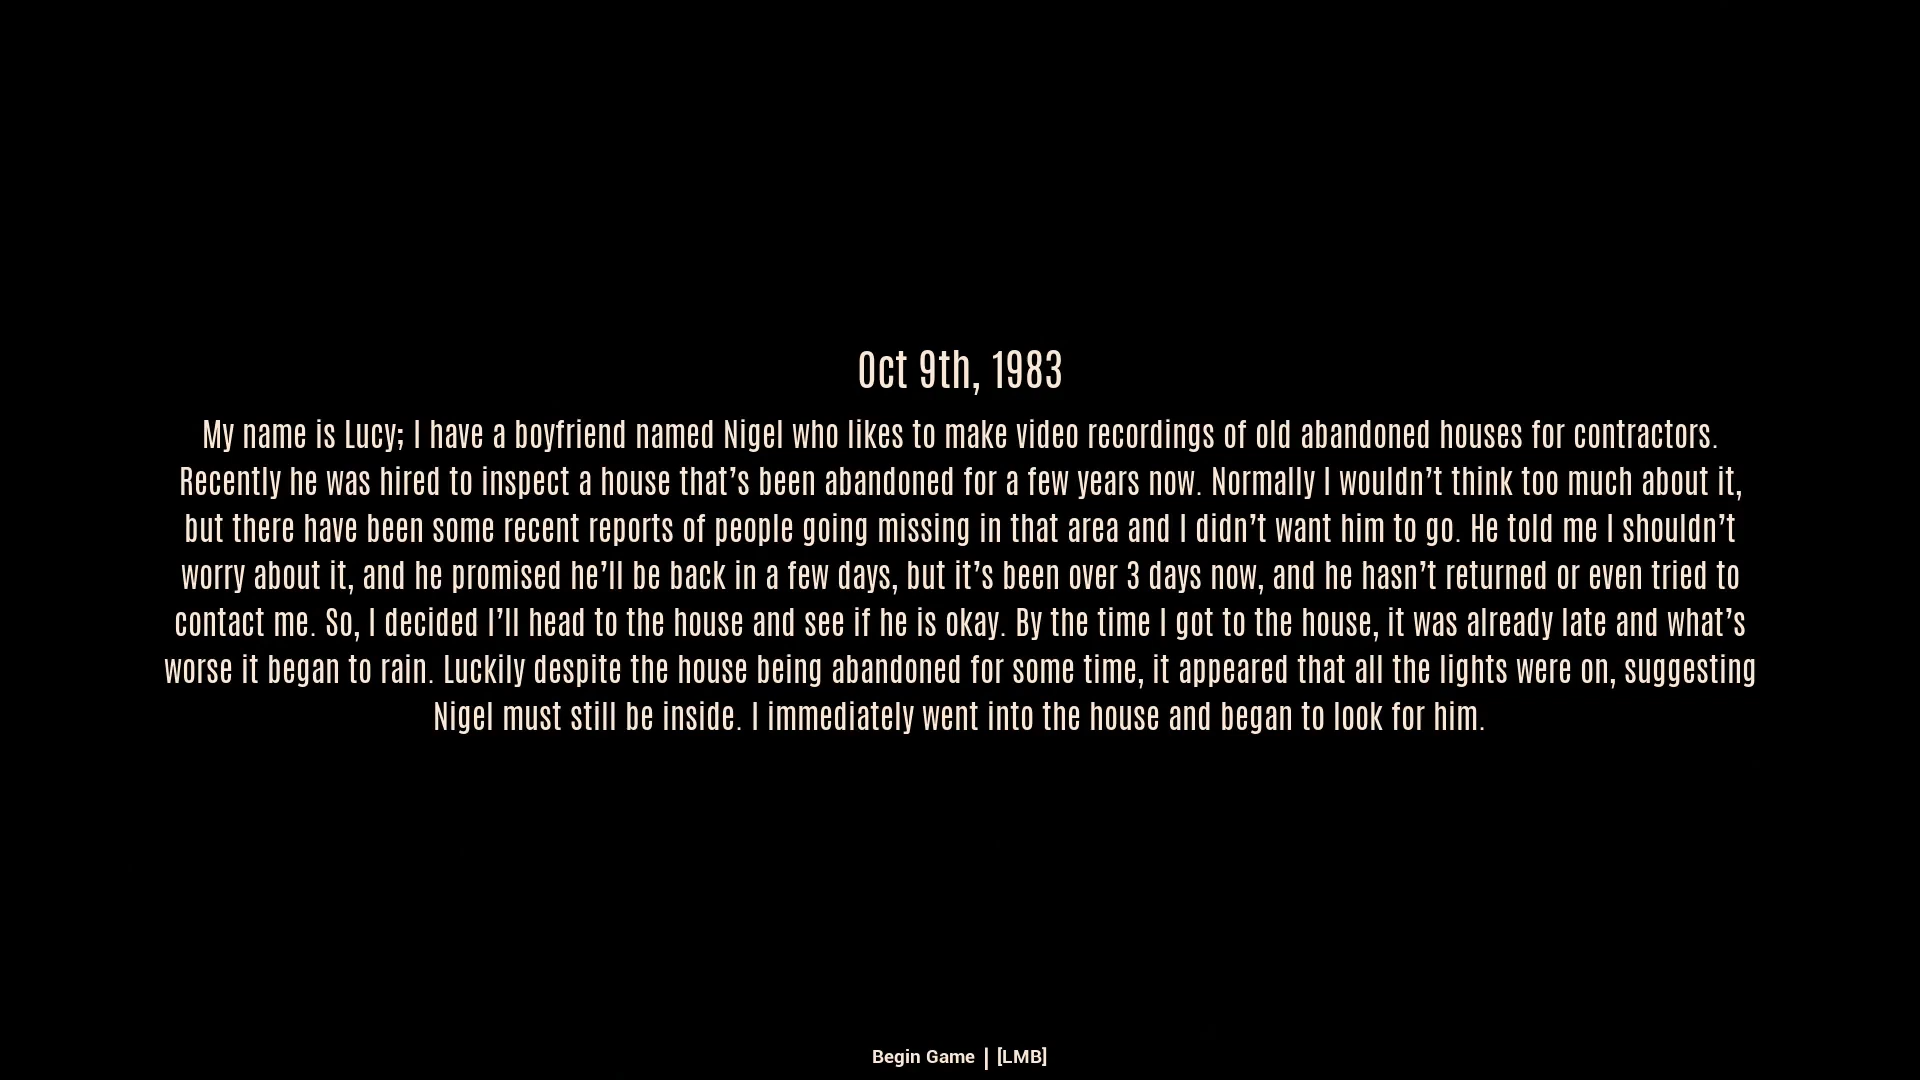 Oct 9th, 1983
My name is Lucy; I have a boyfriend named Nigel who likes to make video recordings of old abandoned houses for contractors.
Recently he was hired to inspect a house that’s been abandoned for a few years now. Normally I wouldn’t think too much about it,
but there have been some recent reports of people going missing in that area and I didn’t want him to go. He told me I shouldn’t
worry about it, and he promised he’ll be back in a few days, but it’s been over 3 days now, and he hasn’t returned or even tried to
contact me. So, I decided I’ll head to the house and see if he is okay. By the time I got to the house, it was already late and what’s
worse it began to rain. Luckily despite the house being abandoned for some time, it appeared that all the lights were on, suggesting
Nigel must still be inside. I immediately went into the house and began to look for him.
Begin Game | [LMB]